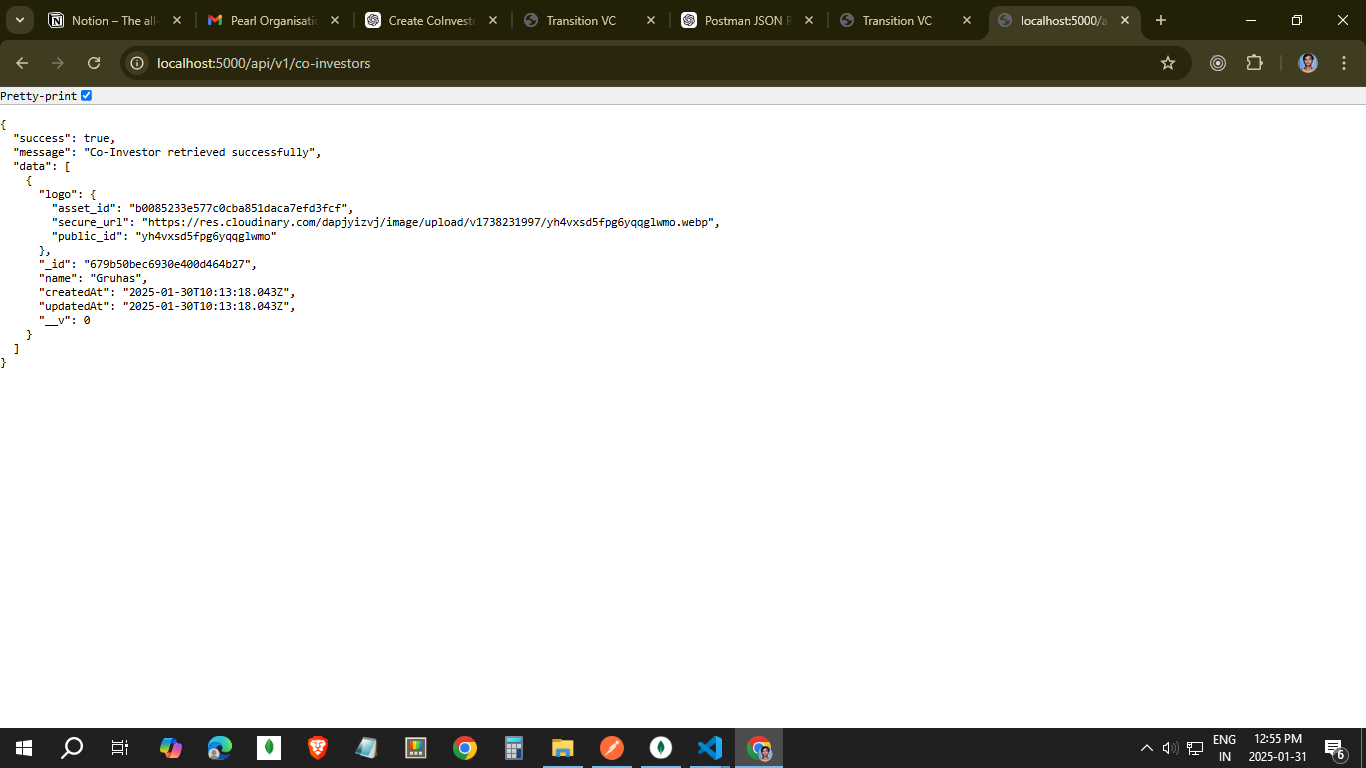 Notion – The all-
Pearl Organisatio
Create CoInvesto
Transition VC
Postman JSON R
Transition VC
localhost:5000/a
localhost:5000/api/v1/co-investors
Pretty-print
{
"success": true,
"message": "Co-Investor retrieved successfully",
"data": [
{
"logo": {
"asset_id": "b0085233e577c0cba851daca7efd3fcf",
"secure_url": "https://res.cloudinary.com/dapjyizvj/image/upload/v1738231997/yh4vxsd5fpg6yqqglwmo.webp",
"public_id": "yh4vxsd5fpg6yqqglwmo"
},
"_id": "679b50bec6930e400d464b27",
"name": "Gruhas",
"createdAt": "2025-01-30T10:13:18.043Z",
"updatedAt": "2025-01-30T10:13:18.043Z",
"__v": 0
}
]
}
ENG
IN
12:55 PM
2025-01-31
6